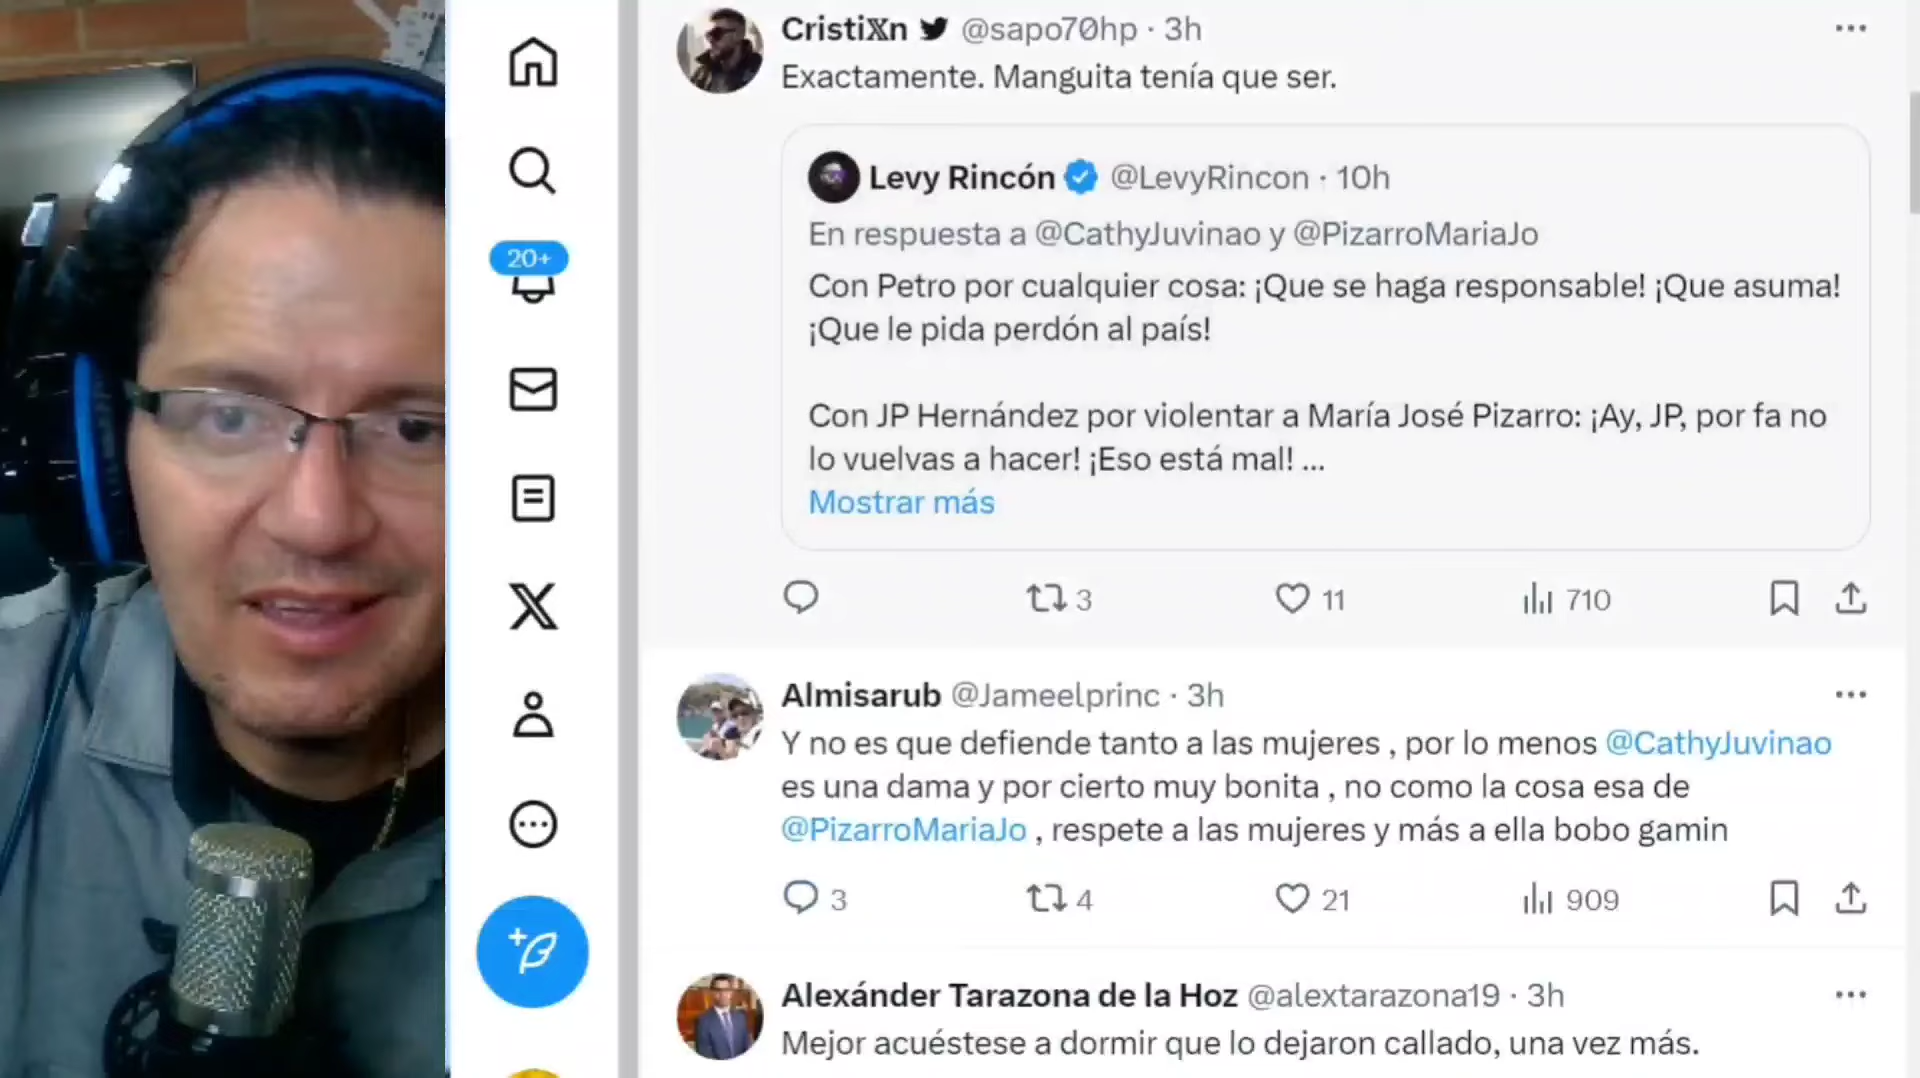 CristiXn @sapo70hp · 3h
Exactamente. Manguita tenía que ser.
Levy Rincón @LevyRincon · 10h
En respuesta a @CathyJuvinao y @PizarroMariaJo
Con Petro por cualquier cosa: ¡Que se haga responsable! ¡Que asuma!
¡Que le pida perdón al país!
Con JP Hernández por violentar a María José Pizarro: ¡Ay, JP, por fa no
lo vuelvas a hacer! ¡Eso está mal! ...
Mostrar más
3 11 710
20+
Almisarub @Jameelprinc · 3h
Y no es que defiende tanto a las mujeres , por lo menos @CathyJuvinao
es una dama y por cierto muy bonita , no como la cosa esa de
@PizarroMariaJo , respete a las mujeres y más a ella bobo gamin
3 4 21 909
Alexánder Tarazona de la Hoz @alextarazona19 · 3h
Mejor acuéstese a dormir que lo dejaron callado, una vez más.